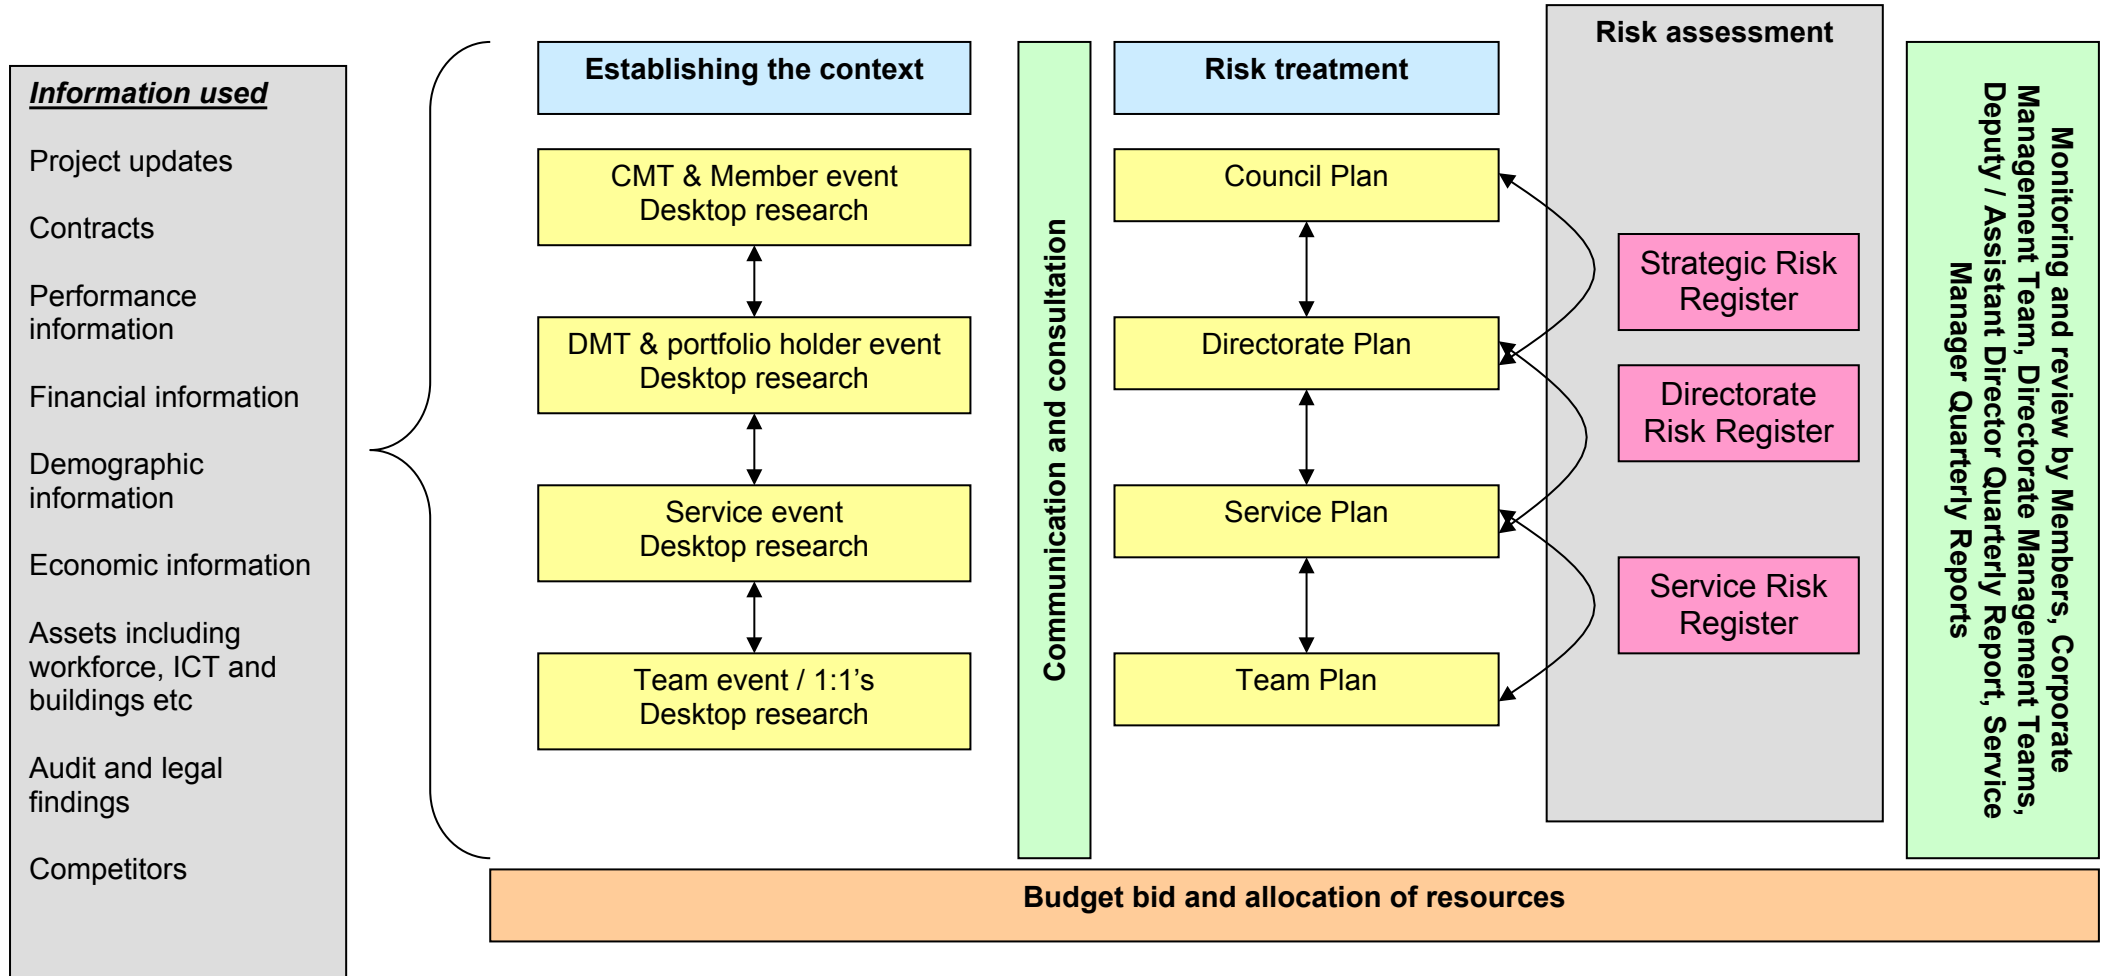 Information used
Project updates
Contracts
Performance
information
Financial information
Demographic
information
Economic information
Assets including
workforce, ICT and
buildings etc
Audit and legal
findings
Competitors
Establishing the context
CMT & Member event
Desktop research
DMT & portfolio holder event
Desktop research
Service event
Desktop research
Team event / 1:1’s
Desktop research
Communication and consultation
Risk treatment
Council Plan
Directorate Plan
Service Plan
Team Plan
Risk assessment
Strategic Risk
Register
Directorate
Risk Register
Service Risk
Register
Monitoring and review by Members, Corporate
Management Team, Directorate Management Teams,
Deputy / Assistant Director Quarterly Report, Service
Manager Quarterly Reports
Budget bid and allocation of resources